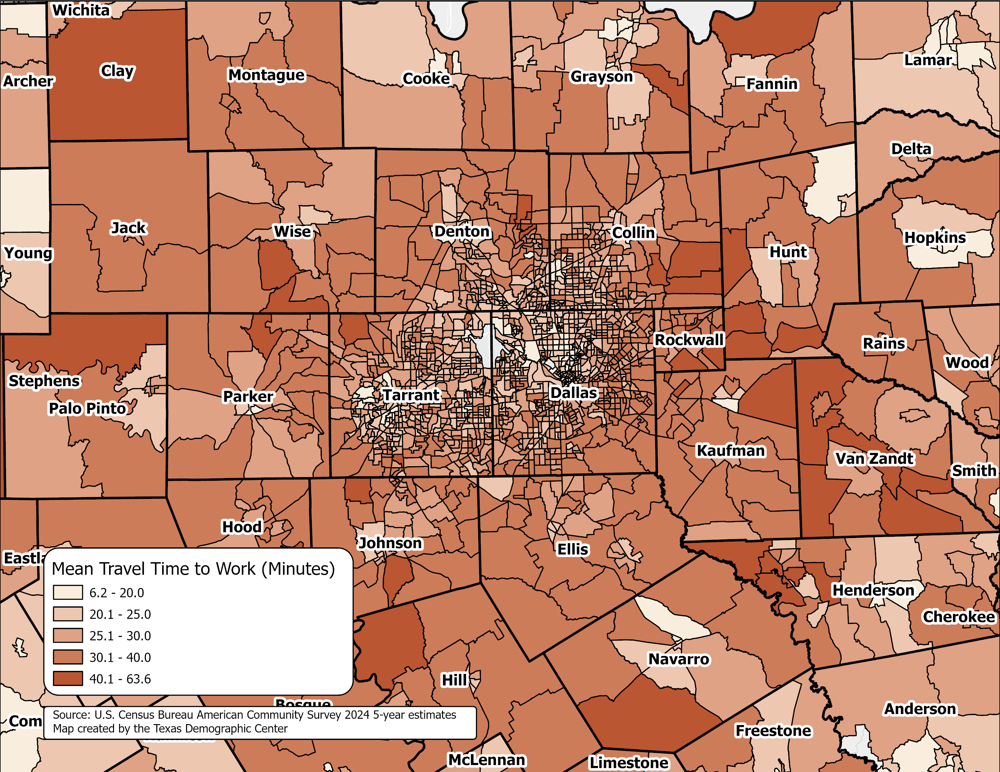 Wichita
Clay
Archer
Montague
Cooke
Grayson
Fannin
Lamar
Delta
Jack
Young
Wise
Denton
Collin
Hunt
Hopkins
Rockwall
Rains
Wood
Stephens
Palo Pinto
Parker
Tarrant
Dallas
Kaufman
Van Zandt
Smith
Hood
Johnson
Ellis
Henderson
Cherokee
Navarro
Hill
Bosque
Anderson
Freestone
McLennan
Limestone
Eastla
Com
Mean Travel Time to Work (Minutes)
6.2 - 20.0
20.1 - 25.0
25.1 - 30.0
30.1 - 40.0
40.1 - 63.6
Source: U.S. Census Bureau American Community Survey 2024 5-year estimates
Map created by the Texas Demographic Center